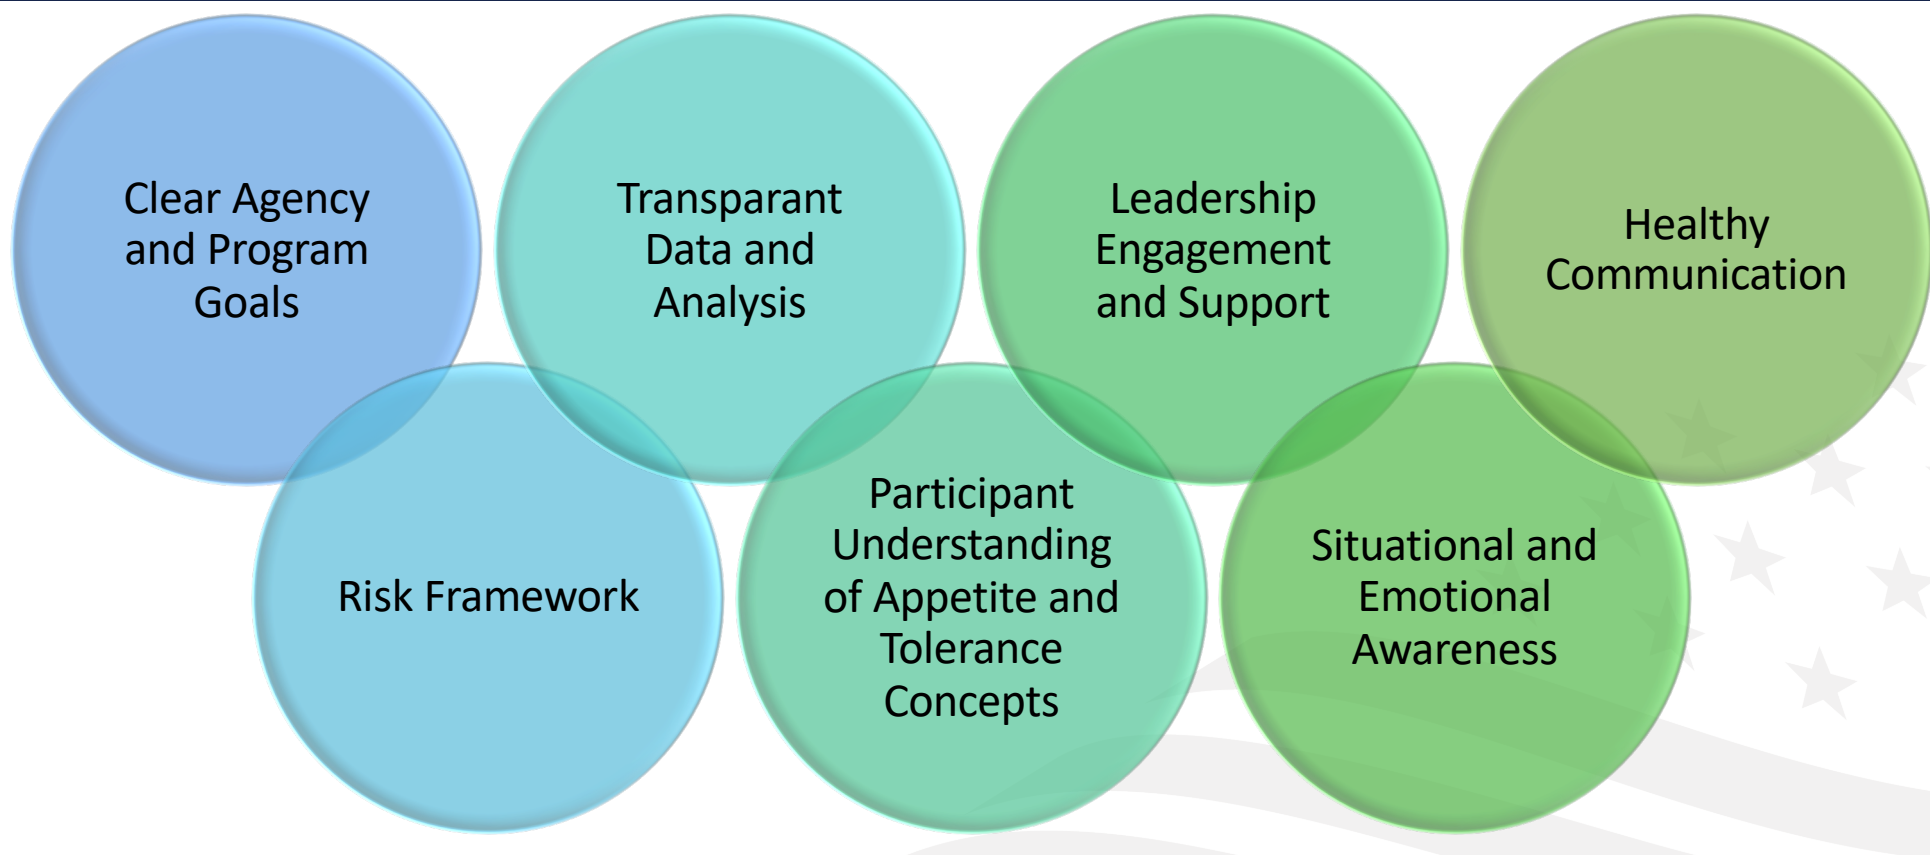 Clear Agency
and Program
Goals
Transparant
Data and
Analysis
Leadership
Engagement
and Support
Healthy
Communication
Risk Framework
Participant
Understanding
of Appetite and
Tolerance
Concepts
Situational and
Emotional
Awareness